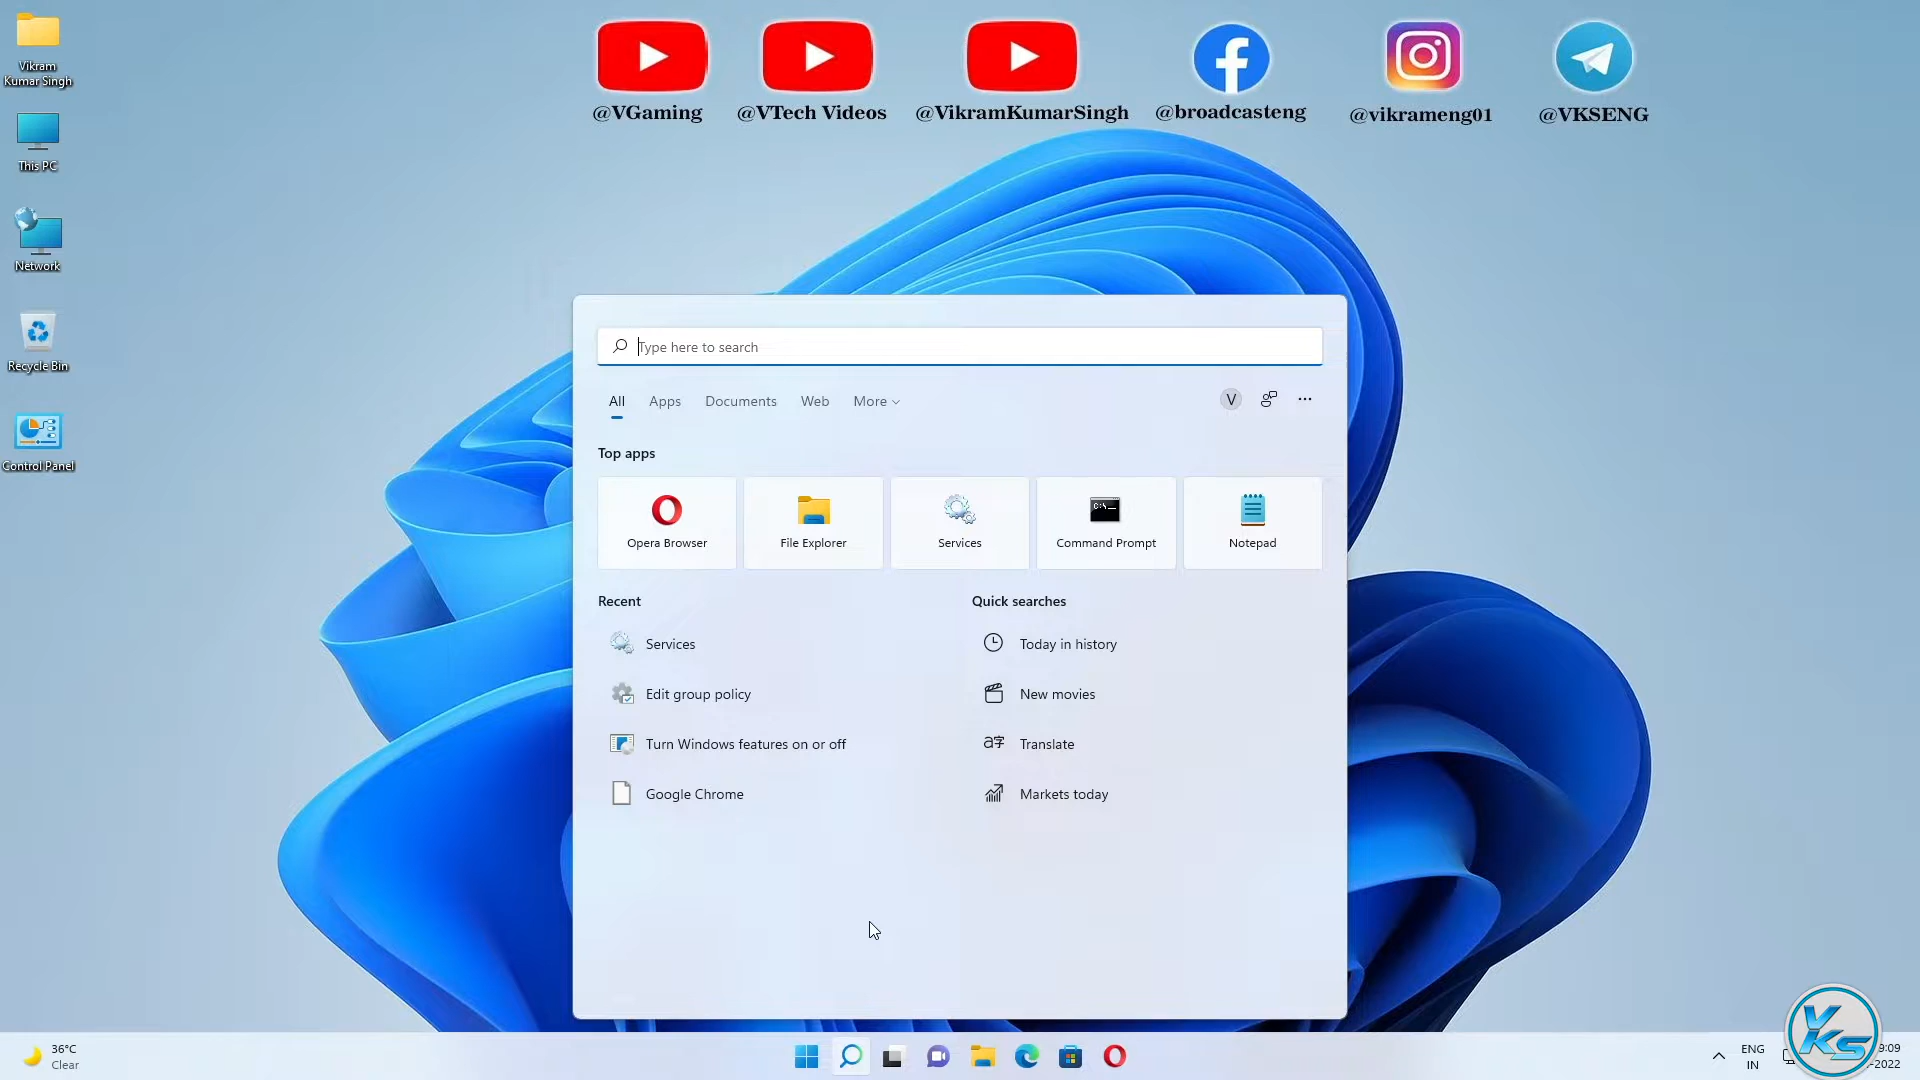 Vikram
Kumar Singh
This PC
Network
Recycle Bin
Control Panel
@VGaming
@VTech Videos
@VikramKumarSingh
@broadcasteng
@vikrameng01
@VKSENG
Type here to search
All
Apps
Documents
Web
More
V
Top apps
Opera Browser
File Explorer
Services
Command Prompt
Notepad
Recent
Services
Edit group policy
Turn Windows features on or off
Google Chrome
Quick searches
Today in history
New movies
Translate
Markets today
36°C
Clear
ENG
IN
VKS